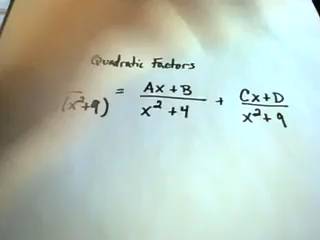 Quadratic Factors
(x²+9) = Ax+B / x²+4 + Cx+D / x²+9